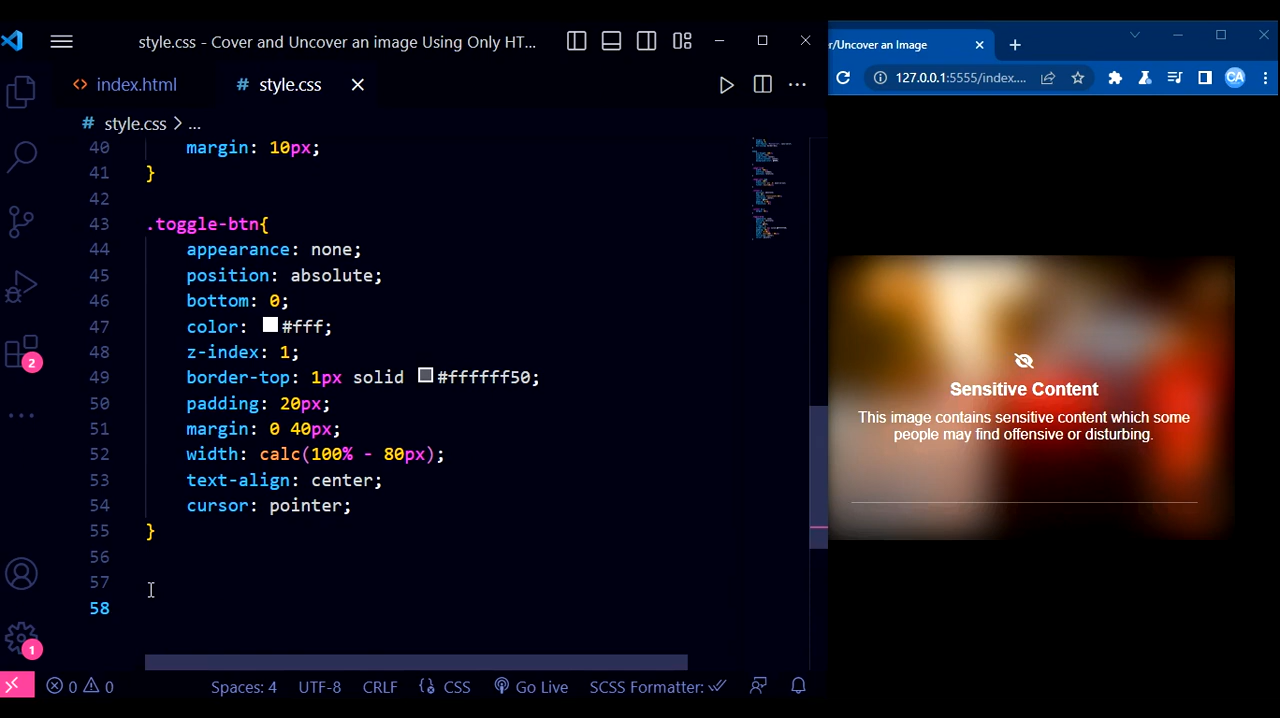 style.css - Cover and Uncover an image Using Only HT...
index.html
# style.css
# style.css > ...
40 margin: 10px;
41 }
42
43 .toggle-btn{
44 appearance: none;
45 position: absolute;
46 bottom: 0;
47 color: #fff;
48 z-index: 1;
49 border-top: 1px solid #ffffff50;
50 padding: 20px;
51 margin: 0 40px;
52 width: calc(100% - 80px);
53 text-align: center;
54 cursor: pointer;
55 }
56
57
58
2
1
0 0
Spaces: 4
UTF-8
CRLF
CSS
Go Live
SCSS Formatter:
r/Uncover an Image
127.0.0.1:5555/index....
CA
Sensitive Content
This image contains sensitive content which some
people may find offensive or disturbing.